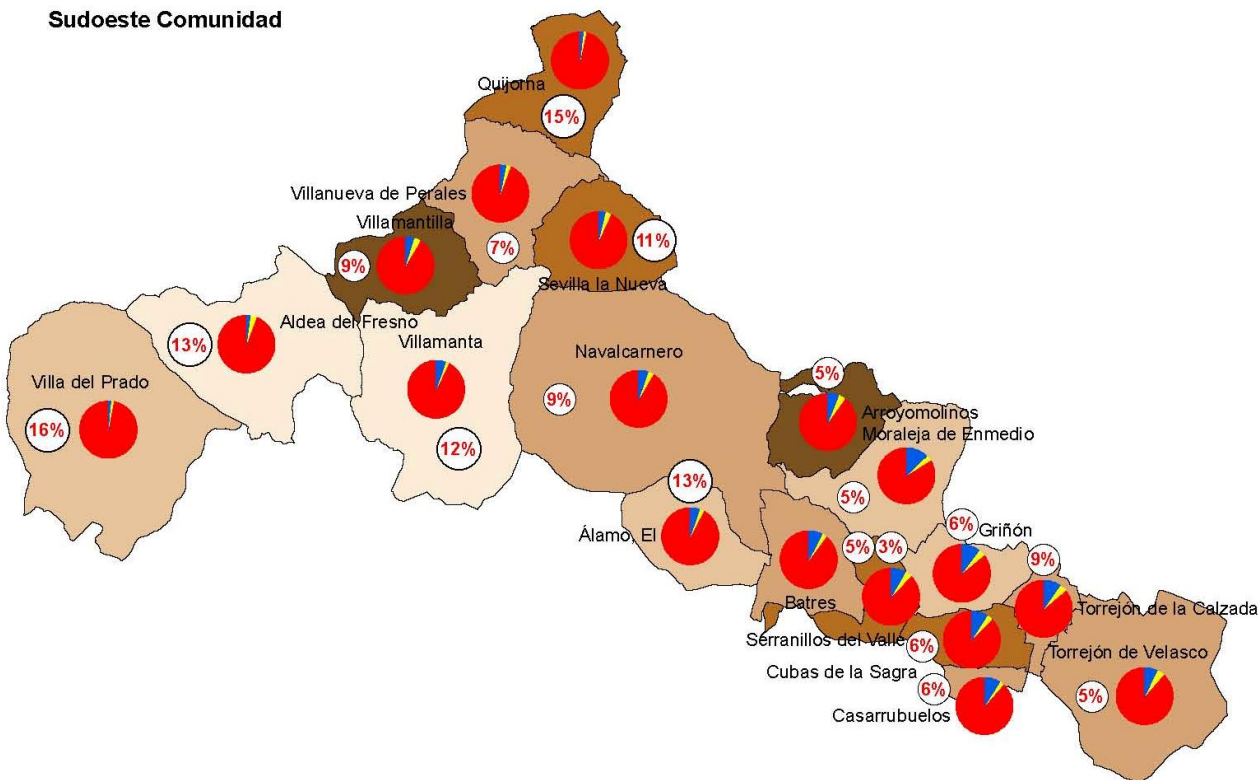 Sudoeste Comunidad
Quijorna
15%
Villanueva de Perales
Villamantilla
7%
11%
9%
Sevilla la Nueva
Aldea del Fresno
13%
Villamanta
Navalcarnero
Villa del Prado
16%
9%
5%
12%
Arroyomolinos
Moraleja de Enmedio
13%
5%
Álamo, El
6%
Griñón
5%
3%
9%
Batres
Torrejón de la Calzada
Serranillos del Valle
6%
Torrejón de Velasco
Cubas de la Sagra
6%
5%
Casarrubuelos